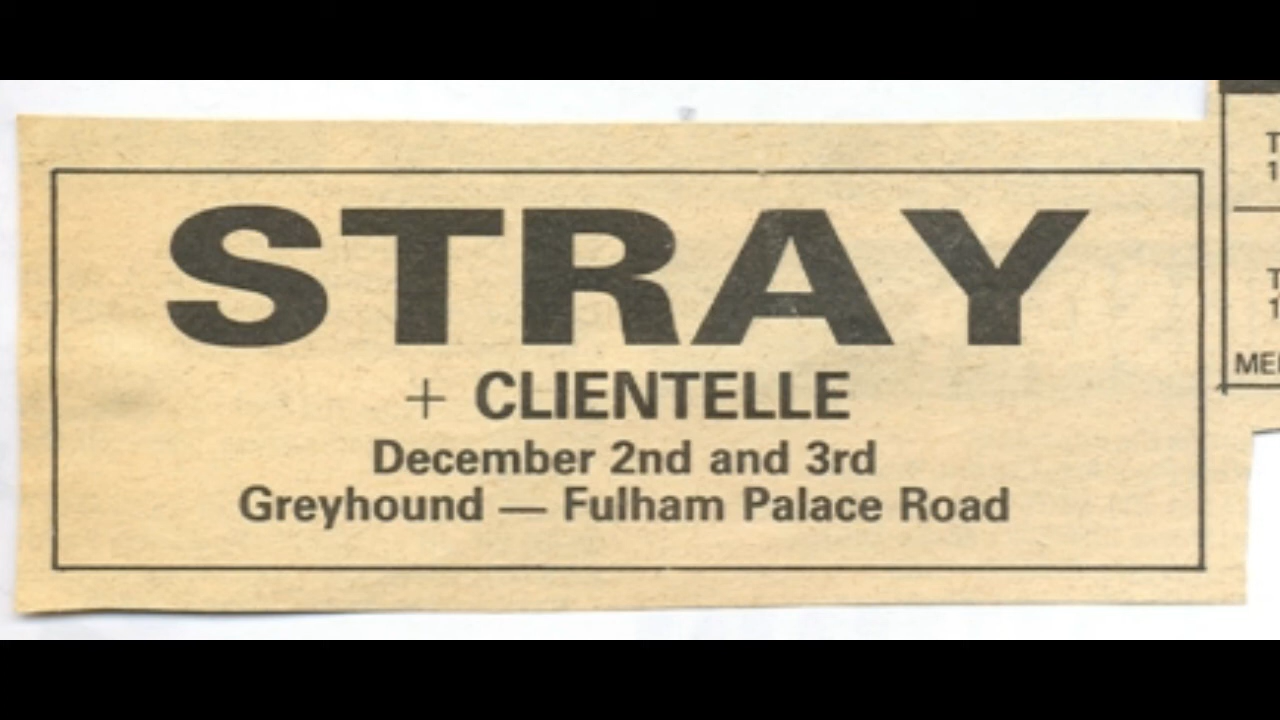 STRAY
+ CLIENTELLE
December 2nd and 3rd
Greyhound — Fulham Palace Road